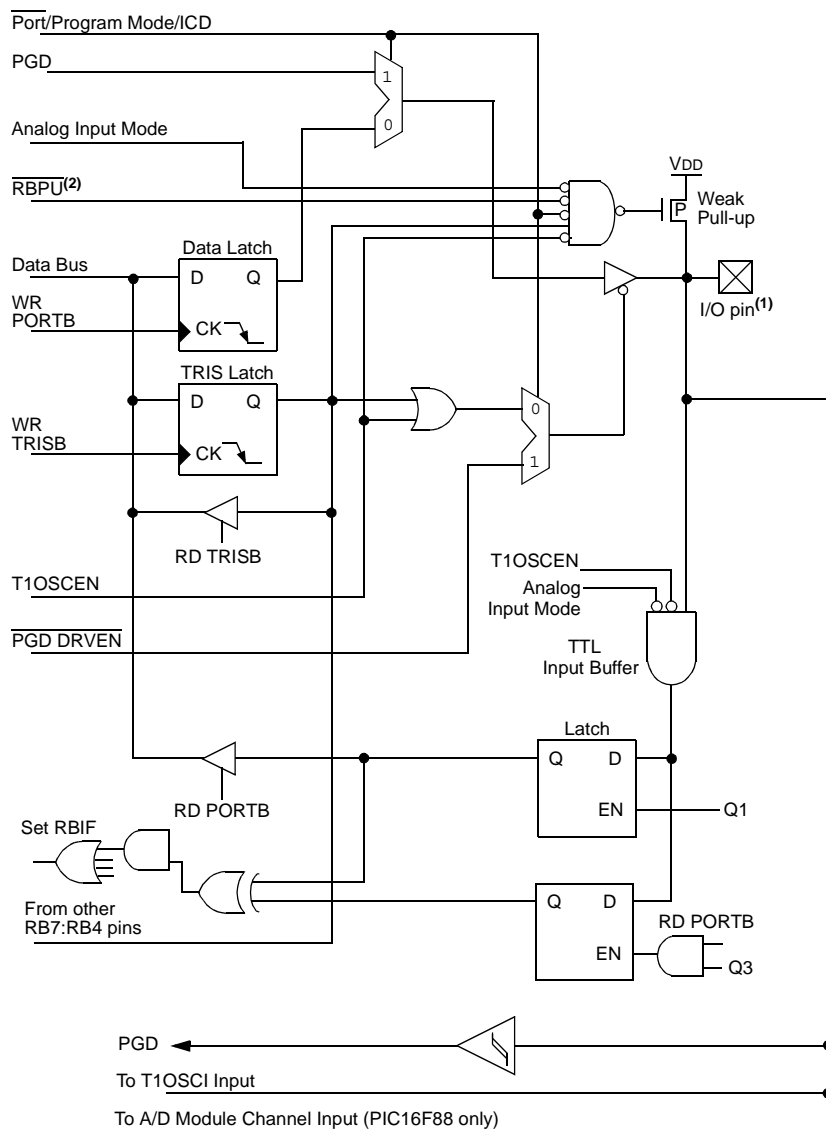 Port/Program Mode/ICD
PGD
1
0
Analog Input Mode
RBPU(2)
VDD
P
Weak
Pull-up
Data Latch
Data Bus
D
Q
WR
PORTB
CK
I/O pin(1)
TRIS Latch
D
Q
0
1
WR
TRISB
CK
RD TRISB
T1OSCEN
T1OSCEN
Analog
Input Mode
PGD DRVEN
TTL
Input Buffer
Latch
Q
D
EN
Q1
RD PORTB
Set RBIF
From other
RB7:RB4 pins
Q
D
EN
RD PORTB
Q3
PGD
To T1OSCI Input
To A/D Module Channel Input (PIC16F88 only)